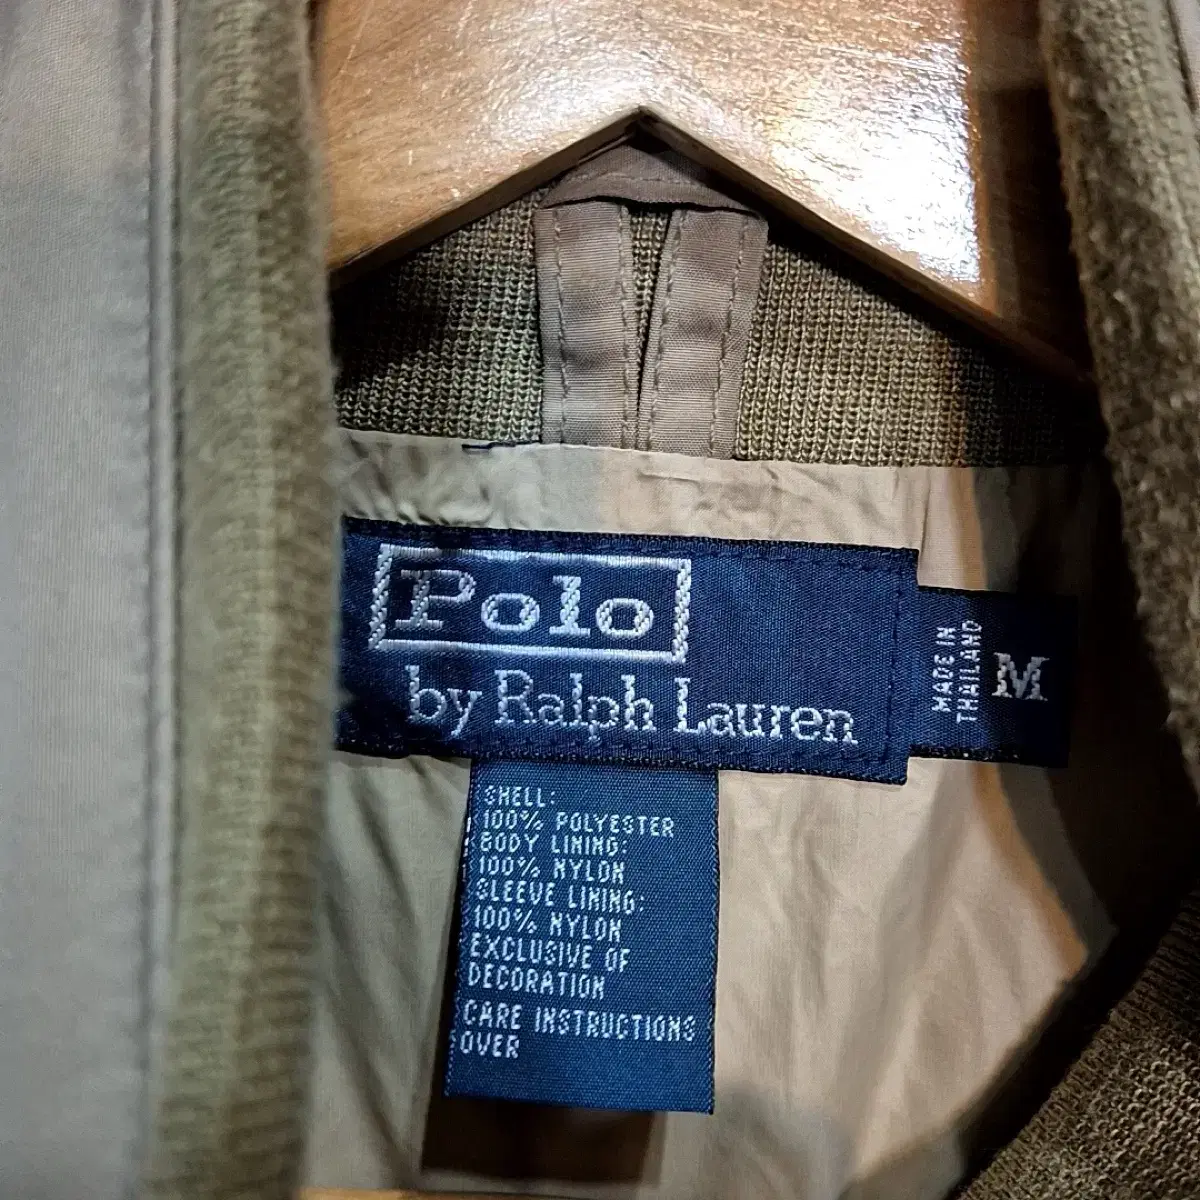 Polo
by Ralph Lauren
MADE IN
THAILAND
M
SHELL:
100% POLYESTER
BODY LINING:
100% NYLON
SLEEVE LINING:
100% NYLON
EXCLUSIVE OF
DECORATION
CARE INSTRUCTIONS
OVER